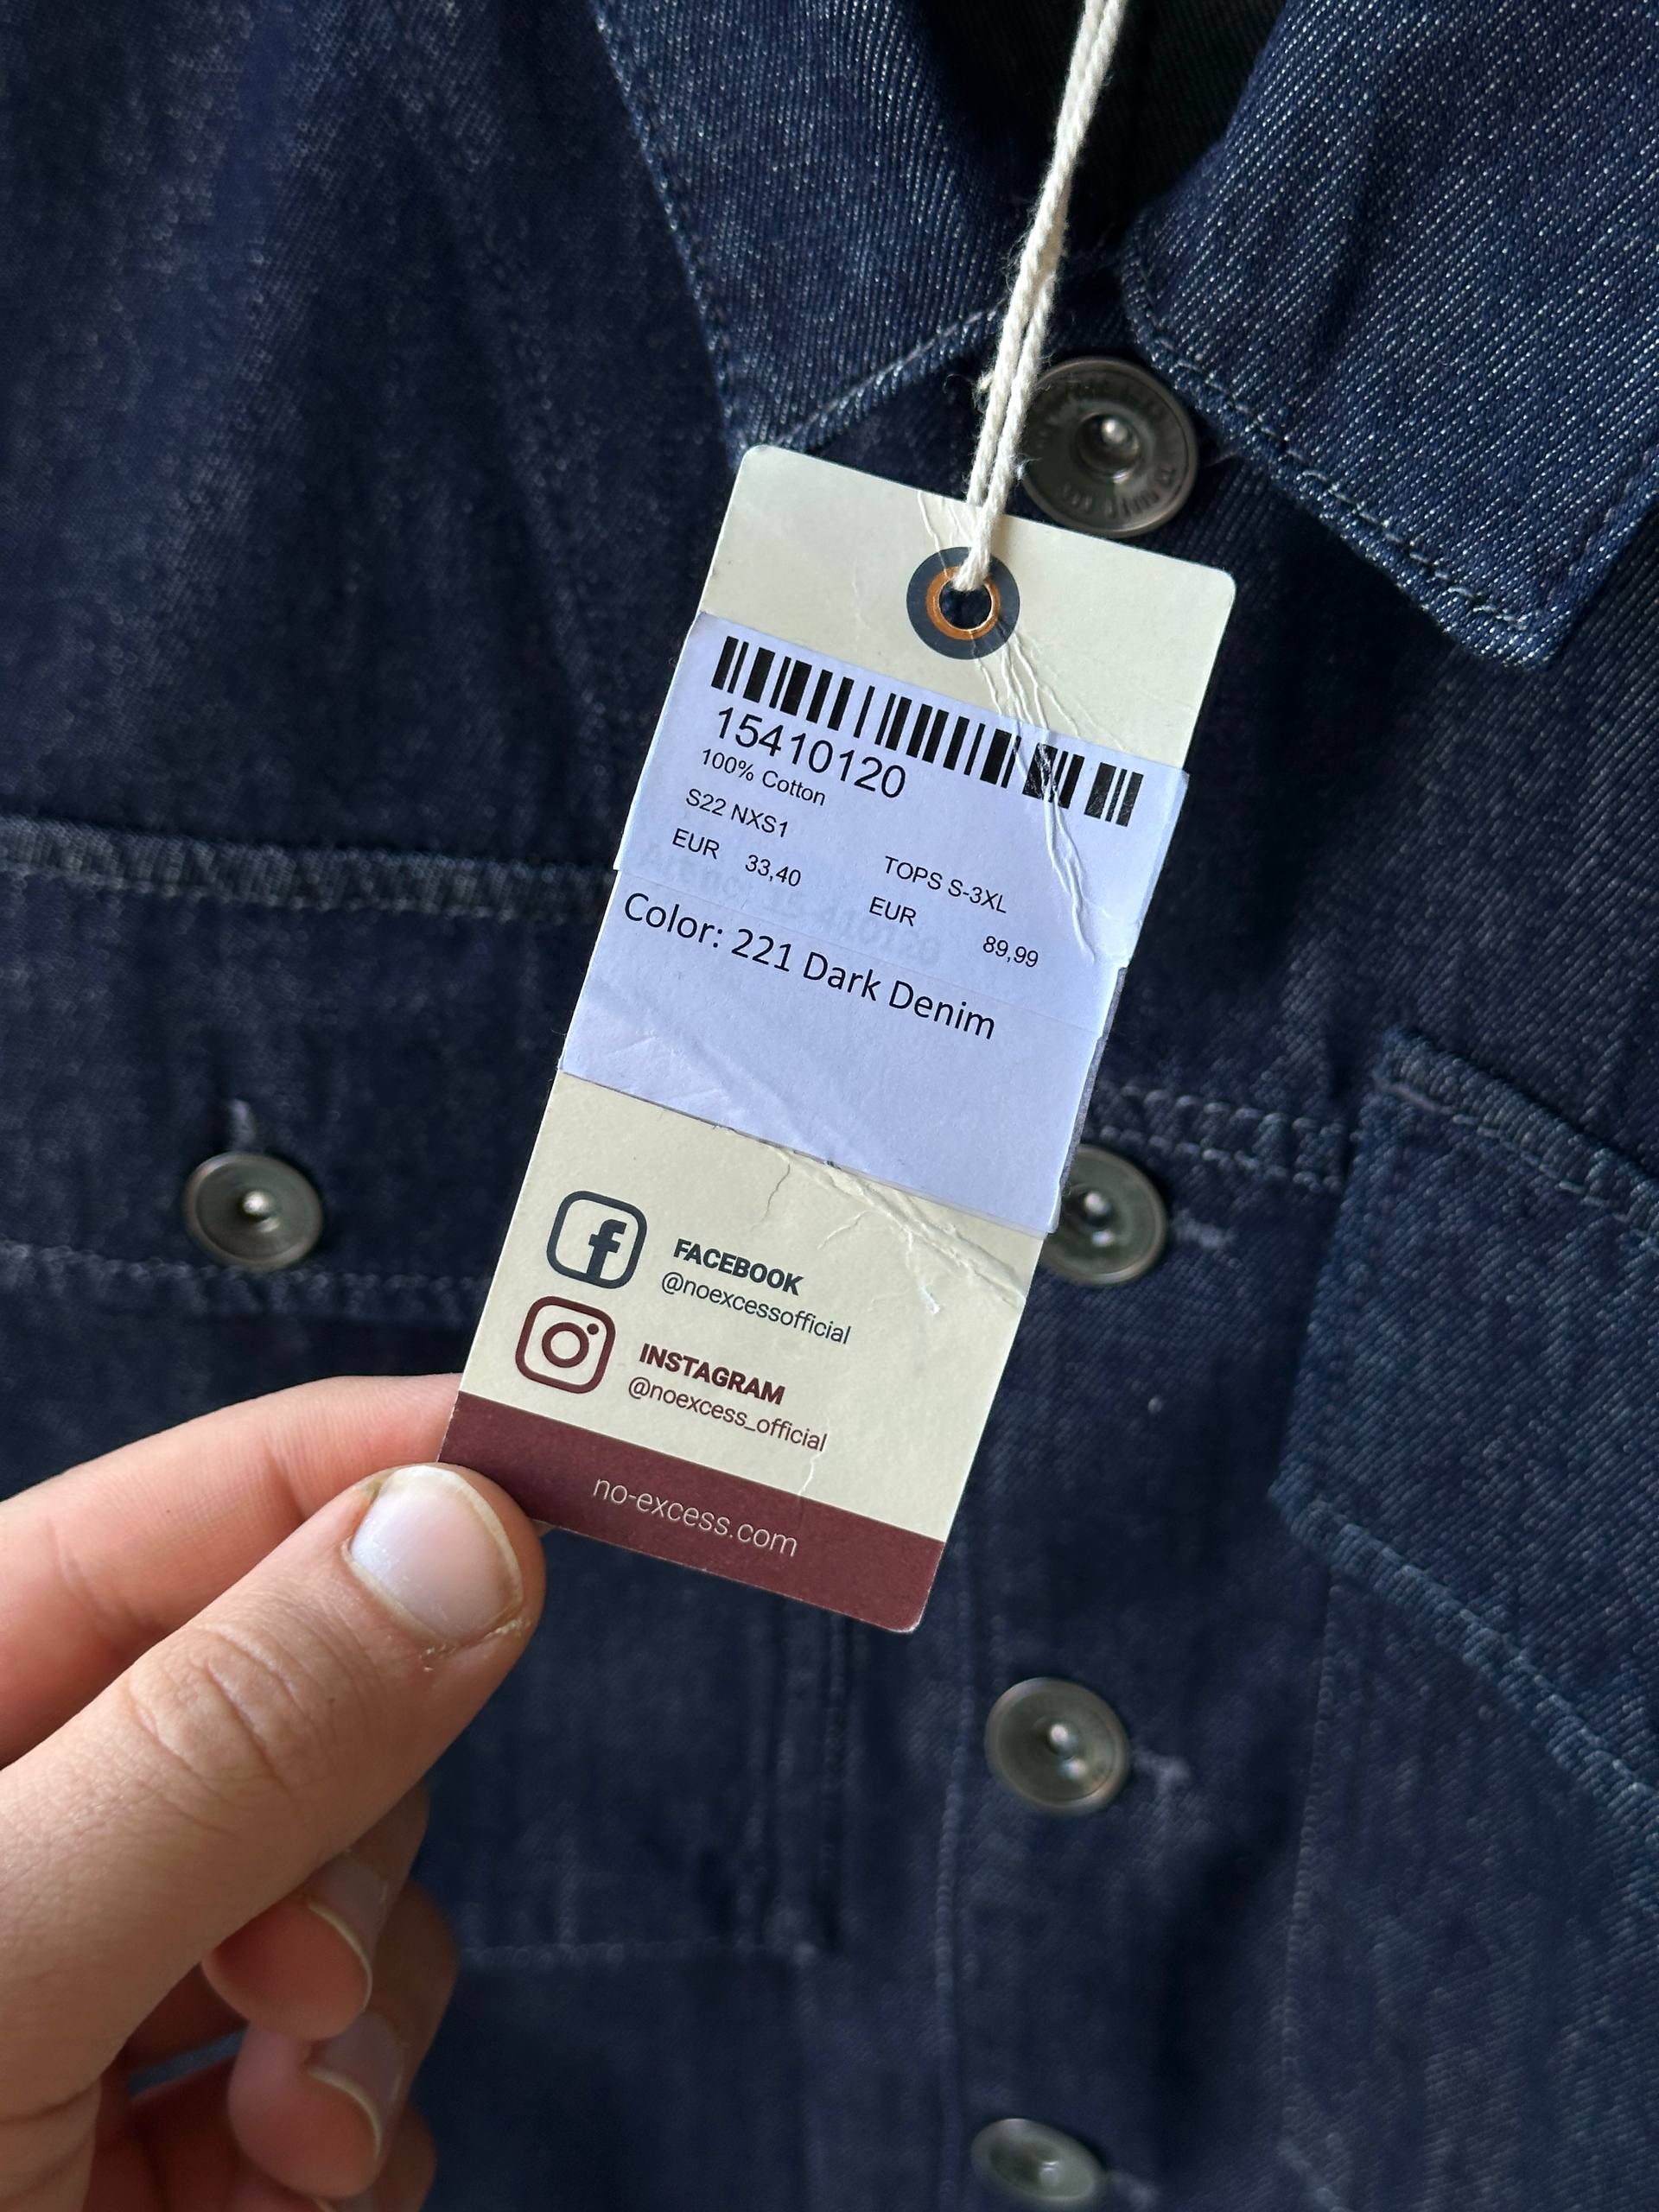 15410120
100% Cotton
S22 NXS1
TOPS S-3XL
EUR 33,40
EUR 89,99
Color: 221 Dark Denim
FACEBOOK
@noexcessofficial
INSTAGRAM
@noexcess_official
no-excess.com